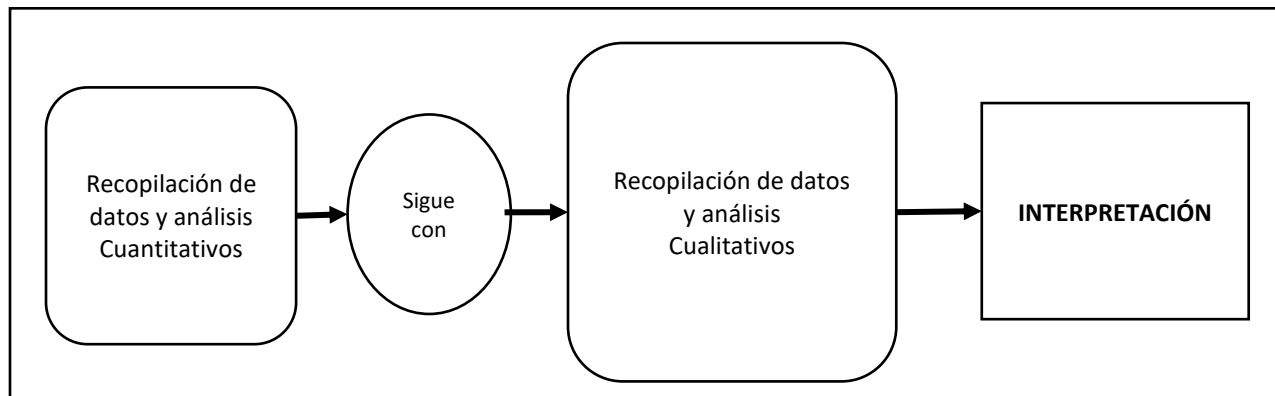 Recopilación de
datos y análisis
Cuantitativos
Sigue
con
Recopilación de datos
y análisis
Cualitativos
INTERPRETACIÓN